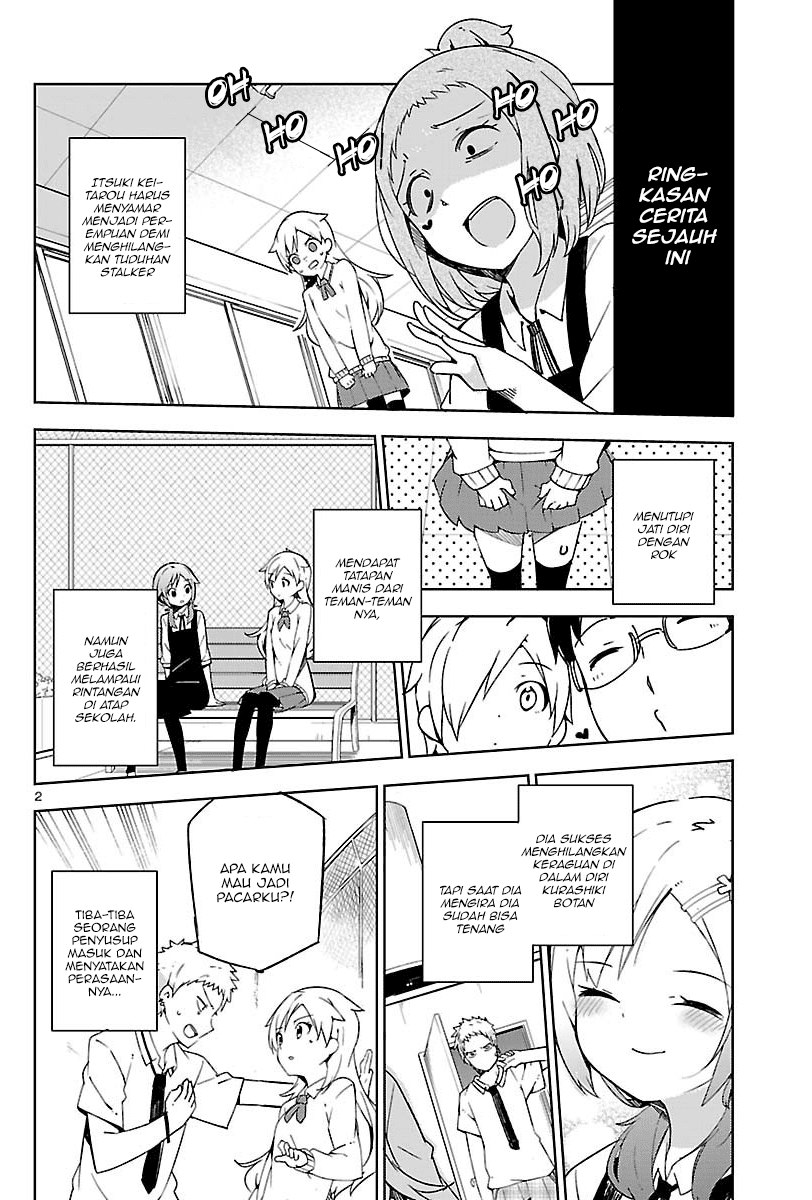 RING-
KASAN
CERITA
SEJAUH
INI
OH
HO
HO
HO
HO
HO
ITSUKI KEI-
TAROU HARUS
MENYAMAR
MENJADI PER-
EMPUAN DEMI
MENGHILANG-
KAN TUDUHAN
STALKER
MENUTUPI
JATI DIRI
DENGAN
ROK
MENDAPAT
TATAPAN
MANIS DARI
TEMAN-TEMAN
NYA,
NAMUN
JUGA
BERHASIL
MELAMPAUI
RINTANGAN
DI ATAP
SEKOLAH.
2
DIA SUKSES
MENGHILANGKAN
KERAGUAN DI
DALAM DIRI
KURASHIKI
BOTAN
TAPI SAAT DIA
MENGIRA DIA
SUDAH BISA
TENANG
APA KAMU
MAU JADI
PACARKU?!
TIBA-TIBA
SEORANG
PENYUSUP
MASUK DAN
MENYATAKAN
PERASAAN-
NYA...